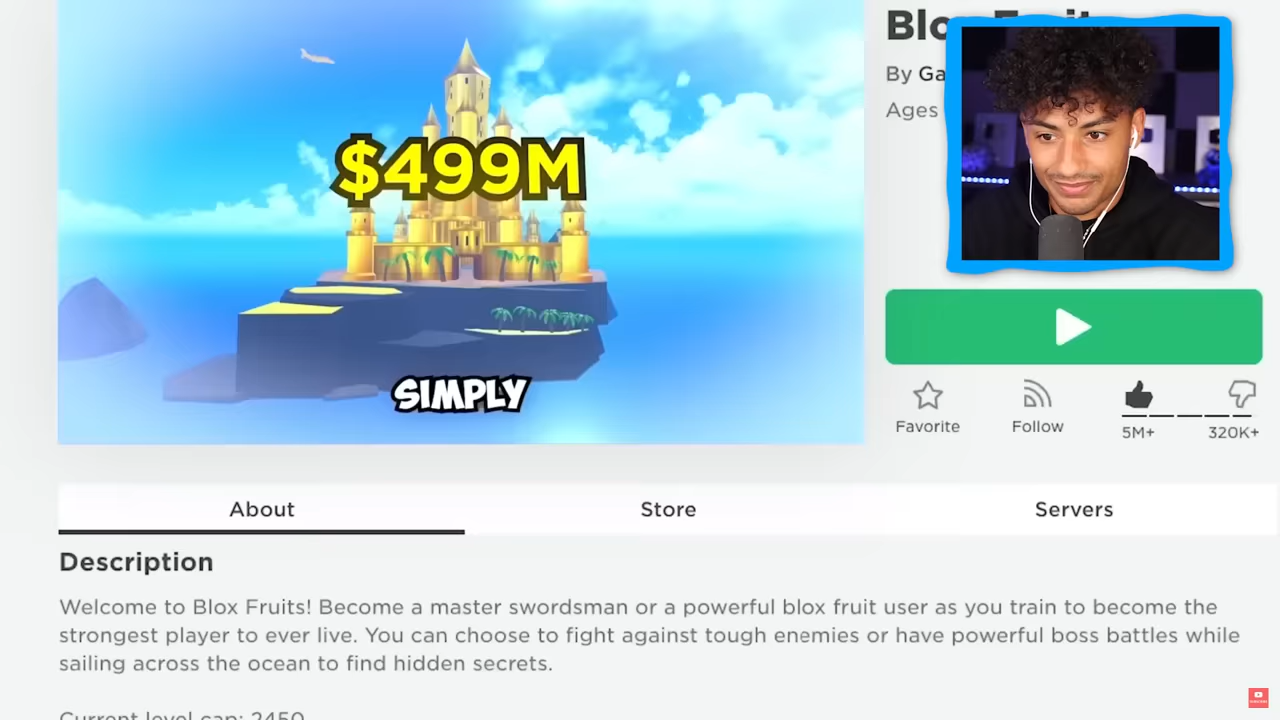 Blo
By Ga
Ages
$499M
SIMPLY
Favorite
Follow
5M+
320K+
About
Store
Servers
Description
Welcome to Blox Fruits! Become a master swordsman or a powerful blox fruit user as you train to become the
strongest player to ever live. You can choose to fight against tough enemies or have powerful boss battles while
sailing across the ocean to find hidden secrets.
Current level cap: 2450